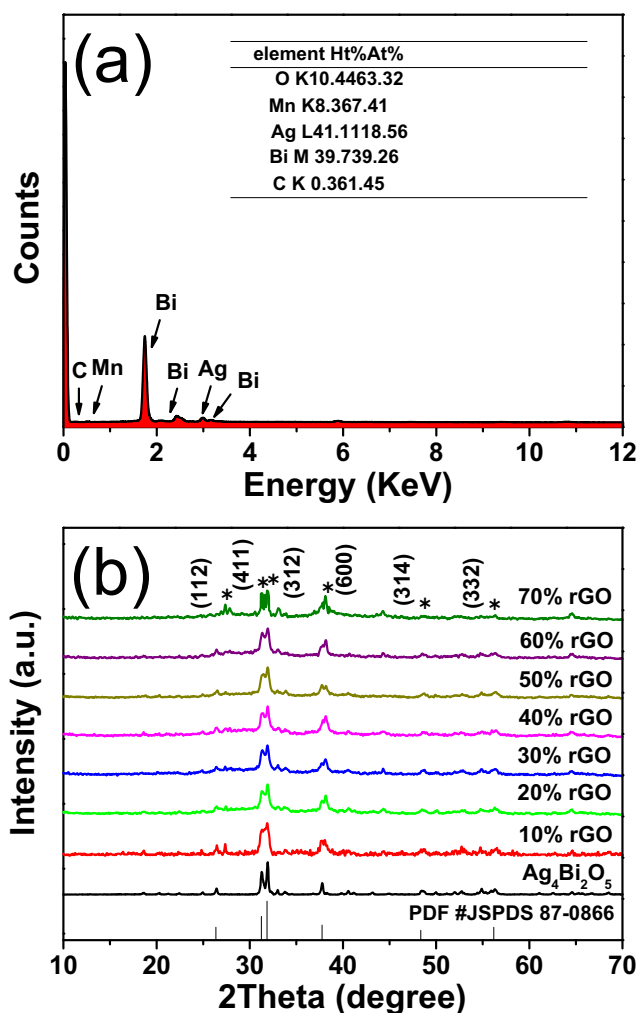 (a)
element Ht%At%
O K10.4463.32
Mn K8.367.41
Ag L41.1118.56
Bi M 39.739.26
C K 0.361.45
Counts
Bi
C Mn Bi Ag Bi
0 2 4 6 8 10 12
Energy (KeV)
(b)
(112) * (411) * * (312) * (600) (314) * (332) *
70% rGO
60% rGO
50% rGO
40% rGO
30% rGO
20% rGO
10% rGO
Ag₄Bi₂O₅
PDF #JSPDS 87-0866
Intensity (a.u.)
10 20 30 40 50 60 70
2Theta (degree)